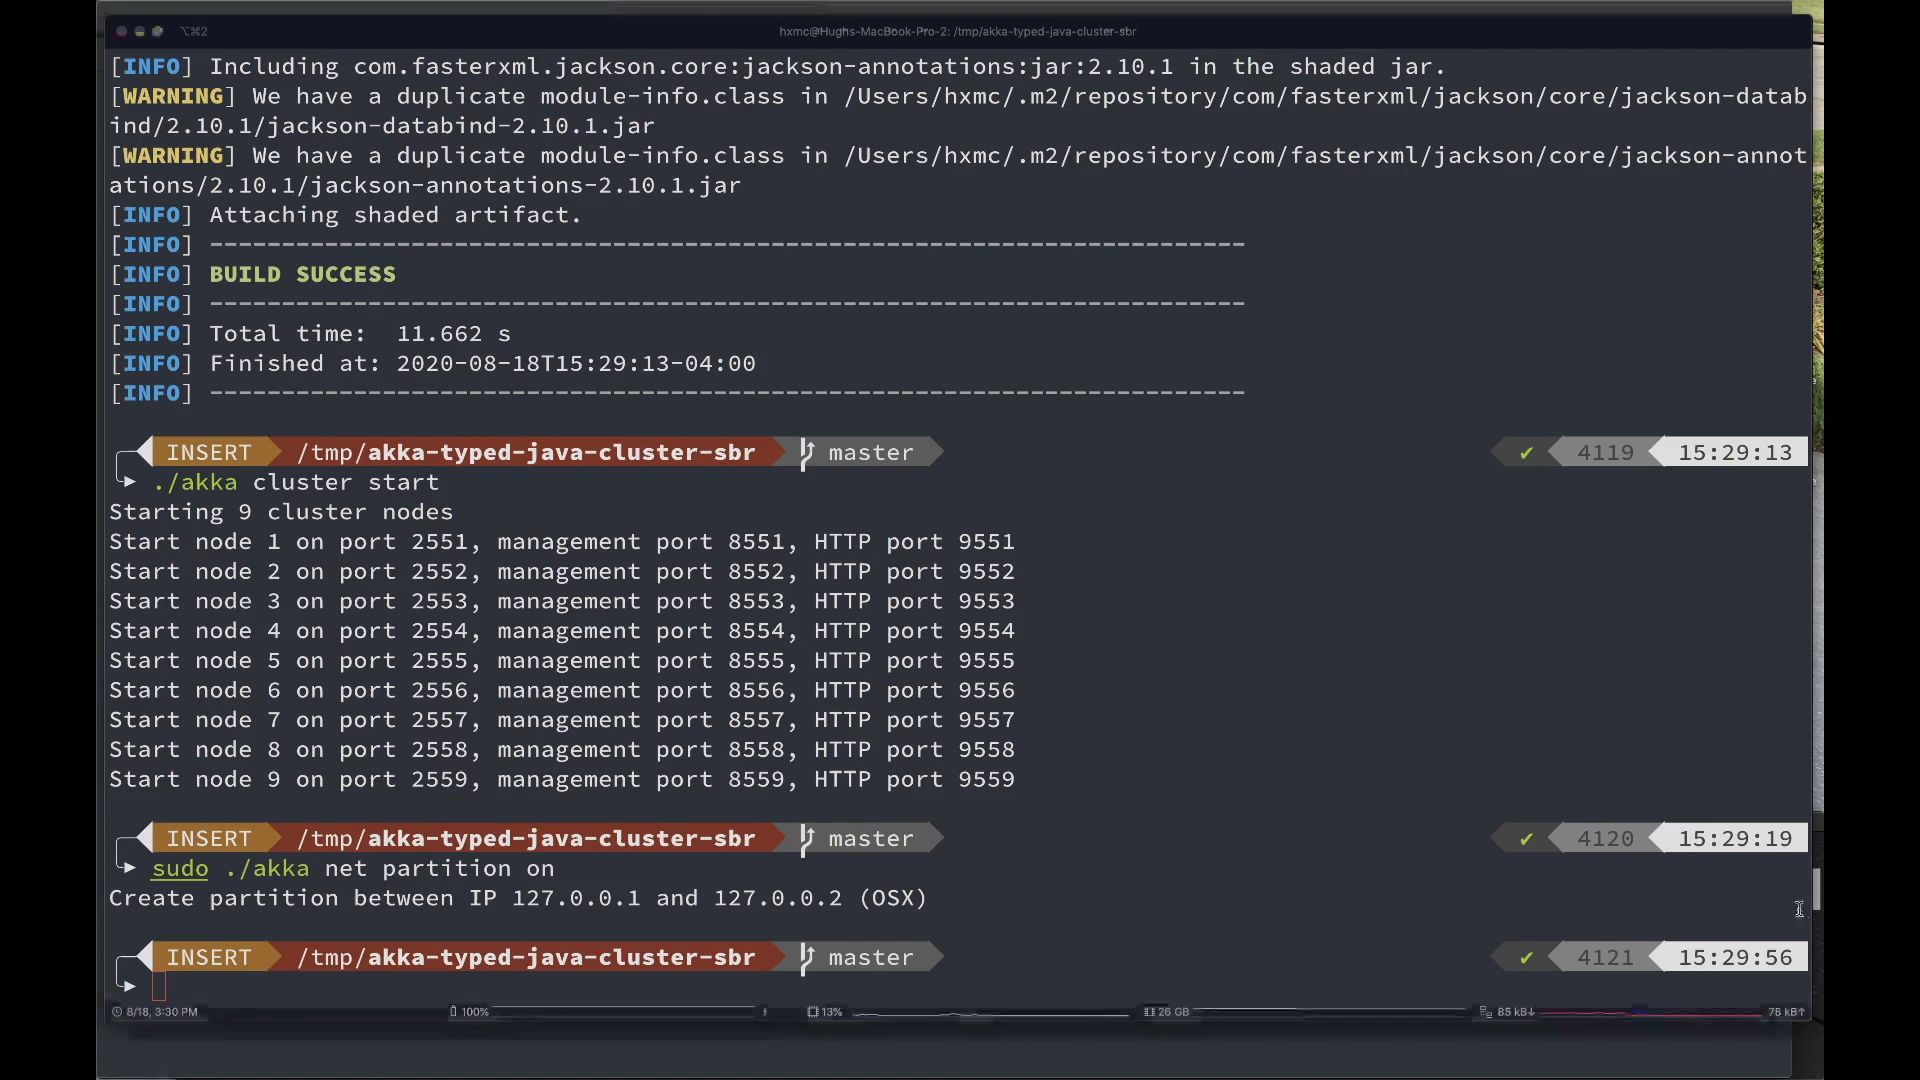 ⌥⌘2
hxmc@Hughs-MacBook-Pro-2: /tmp/akka-typed-java-cluster-sbr
[INFO] Including com.fasterxml.jackson.core:jackson-annotations:jar:2.10.1 in the shaded jar.
[WARNING] We have a duplicate module-info.class in /Users/hxmc/.m2/repository/com/fasterxml/jackson/core/jackson-datab
ind/2.10.1/jackson-databind-2.10.1.jar
[WARNING] We have a duplicate module-info.class in /Users/hxmc/.m2/repository/com/fasterxml/jackson/core/jackson-annot
ations/2.10.1/jackson-annotations-2.10.1.jar
[INFO] Attaching shaded artifact.
[INFO] ------------------------------------------------------------------------
[INFO] BUILD SUCCESS
[INFO] ------------------------------------------------------------------------
[INFO] Total time:  11.662 s
[INFO] Finished at: 2020-08-18T15:29:13-04:00
[INFO] ------------------------------------------------------------------------
INSERT /tmp/akka-typed-java-cluster-sbr master ✔ 4119 15:29:13
./akka cluster start
Starting 9 cluster nodes
Start node 1 on port 2551, management port 8551, HTTP port 9551
Start node 2 on port 2552, management port 8552, HTTP port 9552
Start node 3 on port 2553, management port 8553, HTTP port 9553
Start node 4 on port 2554, management port 8554, HTTP port 9554
Start node 5 on port 2555, management port 8555, HTTP port 9555
Start node 6 on port 2556, management port 8556, HTTP port 9556
Start node 7 on port 2557, management port 8557, HTTP port 9557
Start node 8 on port 2558, management port 8558, HTTP port 9558
Start node 9 on port 2559, management port 8559, HTTP port 9559
INSERT /tmp/akka-typed-java-cluster-sbr master ✔ 4120 15:29:19
sudo ./akka net partition on
Create partition between IP 127.0.0.1 and 127.0.0.2 (OSX)
INSERT /tmp/akka-typed-java-cluster-sbr master ✔ 4121 15:29:56
8/18, 3:30 PM 100% 13% 26 GB 85 kB↓ 76 kB↑